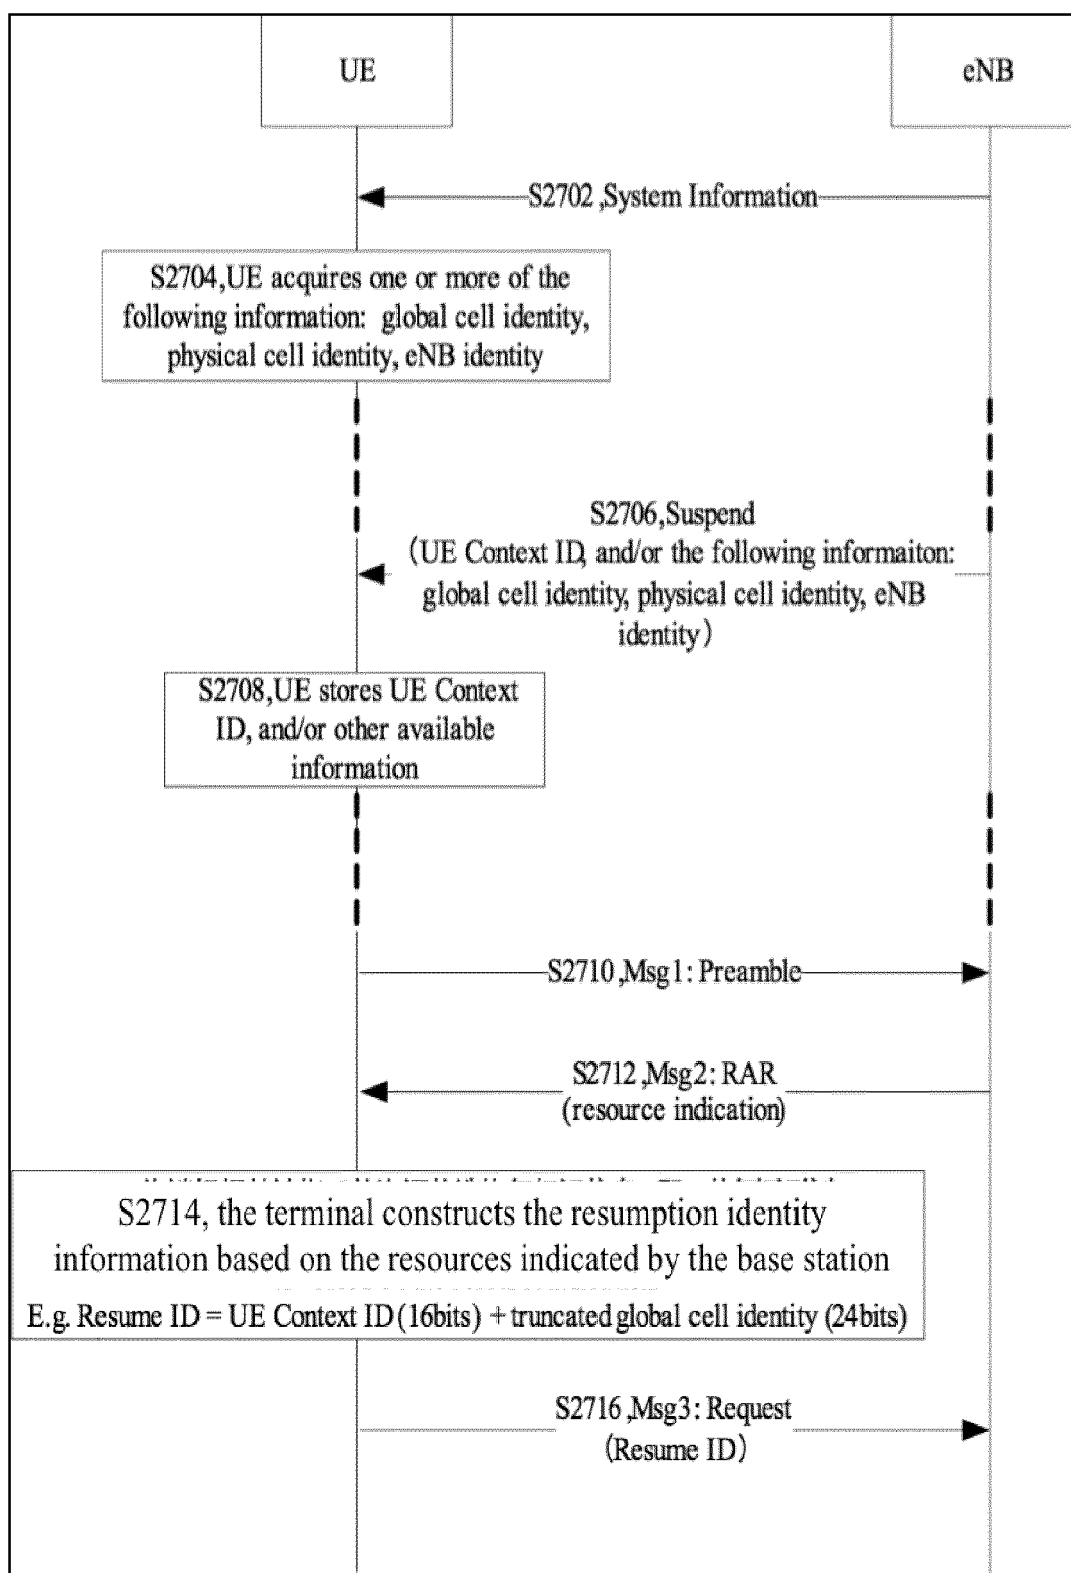 UE
eNB
S2702 ,System Information
S2704,UE acquires one or more of the
following information: global cell identity,
physical cell identity, eNB identity
S2706,Suspend
(UE Context ID, and/or the following informaiton:
global cell identity, physical cell identity, eNB
identity)
S2708,UE stores UE Context
ID, and/or other available
information
S2710 ,Msg1: Preamble
S2712 ,Msg2: RAR
(resource indication)
S2714, the terminal constructs the resumption identity
information based on the resources indicated by the base station
E.g. Resume ID = UE Context ID (16bits) + truncated global cell identity (24bits)
S2716 ,Msg3: Request
(Resume ID)